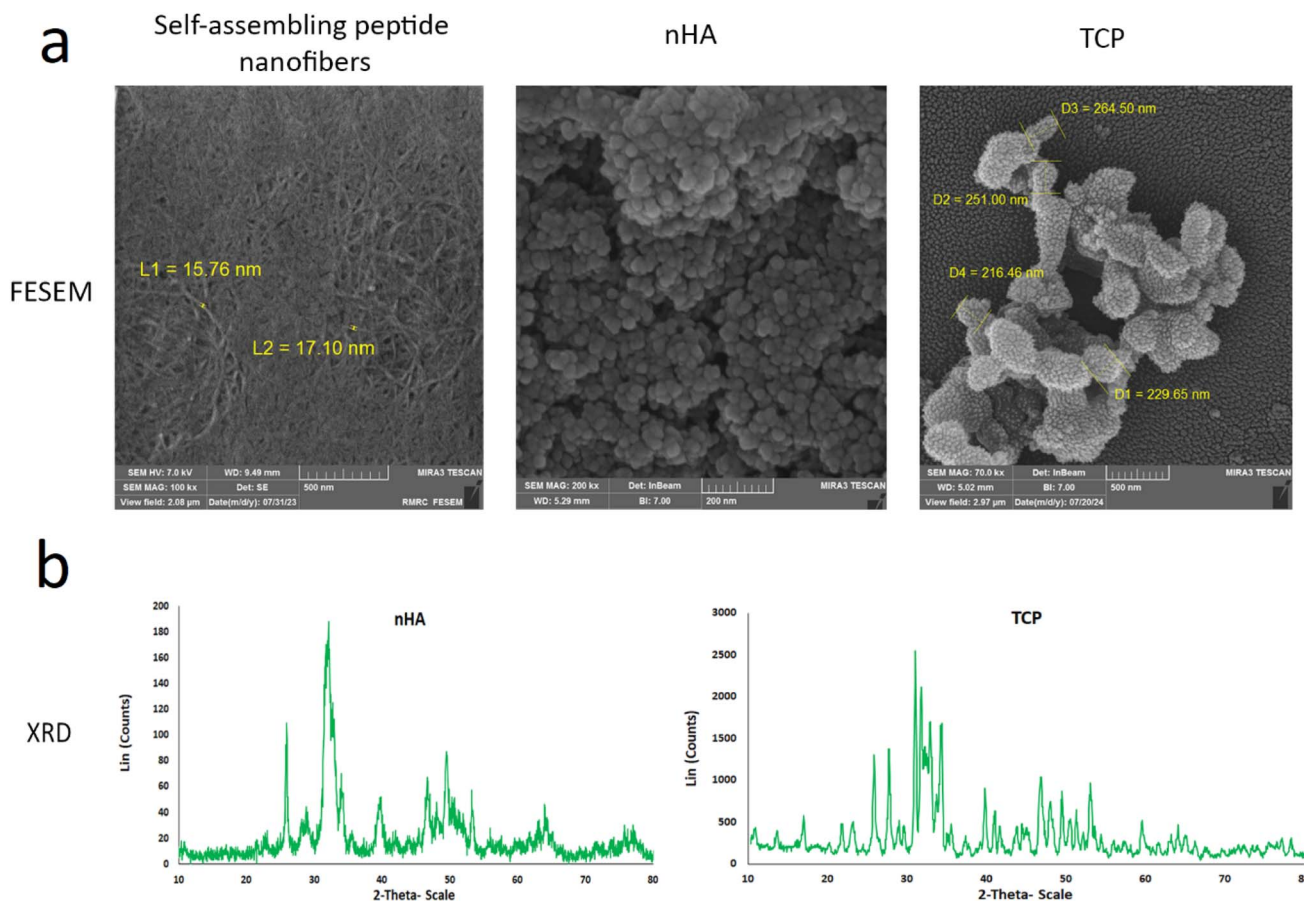 a
Self-assembling peptide
nanofibers
nHA
TCP
FESEM
L1 = 15.76 nm
L2 = 17.10 nm
SEM HV: 7.0 kV WD: 9.49 mm MIRA3 TESCAN
SEM MAG: 100 kx Det: SE 500 nm
View field: 2.08 µm Date(m/d/y): 07/31/23 RMRC FESEM
SEM MAG: 200 kx Det: InBeam MIRA3 TESCAN
WD: 5.29 mm BI: 7.00 200 nm
D3 = 264.50 nm
D2 = 251.00 nm
D4 = 216.46 nm
D1 = 229.65 nm
SEM MAG: 70.0 kx Det: InBeam MIRA3 TESCAN
WD: 5.02 mm BI: 7.00 500 nm
View field: 2.97 µm Date(m/d/y): 07/20/24
b
XRD
nHA
Lin (Counts)
200
180
160
140
120
100
80
60
40
20
0
10 20 30 40 50 60 70 80
2-Theta- Scale
TCP
Lin (Counts)
3000
2500
2000
1500
1000
500
0
10 20 30 40 50 60 70 80
2-Theta- Scale